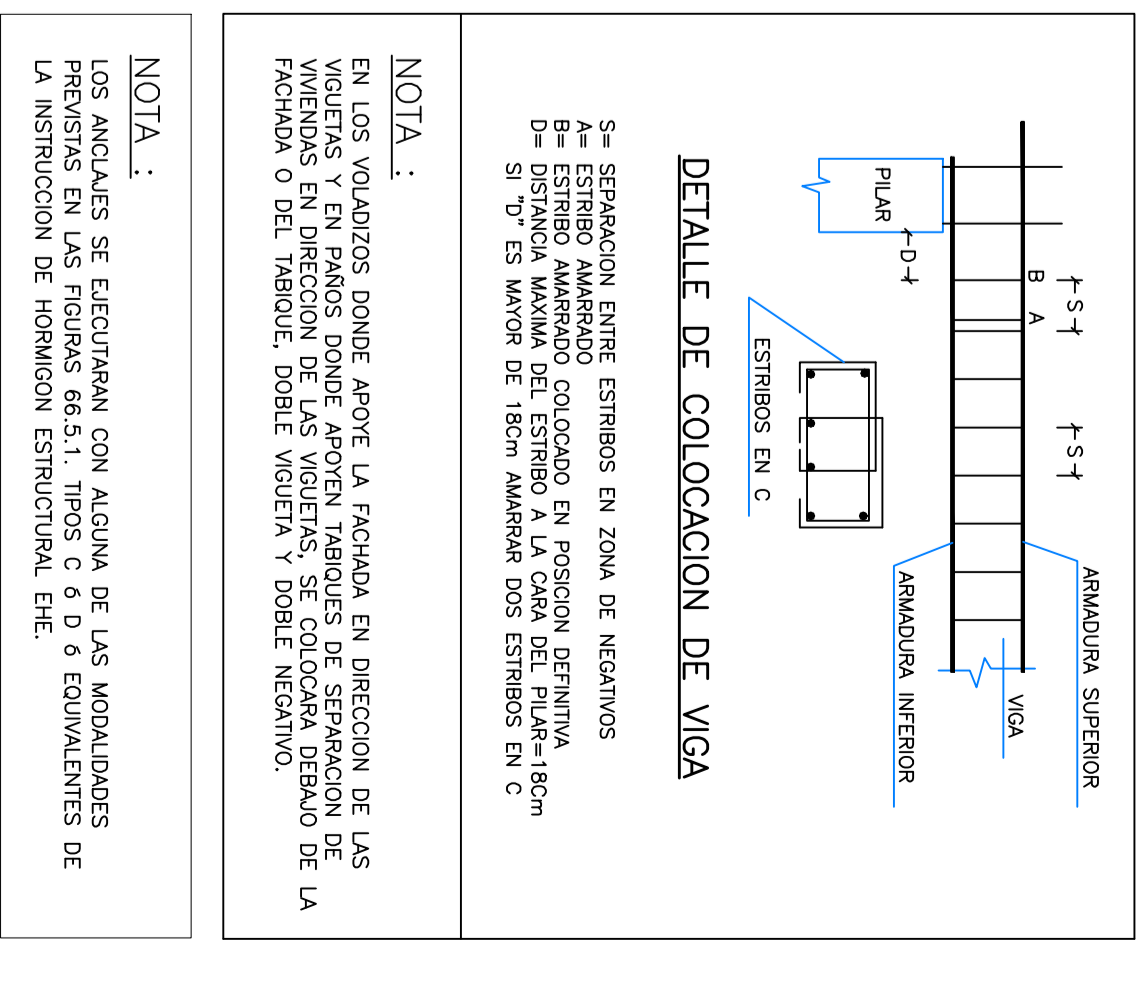 ARMADURA SUPERIOR
S
S
B
A
VIGA
D
PILAR
ARMADURA INFERIOR
ESTRIBOS EN C
DETALLE DE COLOCACION DE VIGA
S= SEPARACION ENTRE ESTRIBOS EN ZONA DE NEGATIVOS
A= ESTRIBO AMARRADO
B= ESTRIBO AMARRADO COLOCADO EN POSICION DEFINITIVA
D= DISTANCIA MAXIMA DEL ESTRIBO A LA CARA DEL PILAR=18Cm
SI "D" ES MAYOR DE 18Cm AMARRAR DOS ESTRIBOS EN C
NOTA :
EN LOS VOLADIZOS DONDE APOYE LA FACHADA EN DIRECCION DE LAS
VIGUETAS Y EN PAÑOS DONDE APOYEN TABIQUES DE SEPARACION DE
VIVIENDAS EN DIRECCION DE LAS VIGUETAS, SE COLOCARA DEBAJO DE LA
FACHADA O DEL TABIQUE, DOBLE VIGUETA Y DOBLE NEGATIVO.
NOTA :
LOS ANCLAJES SE EJECUTARAN CON ALGUNA DE LAS MODALIDADES
PREVISTAS EN LAS FIGURAS 66.5.1. TIPOS C ó D ó EQUIVALENTES DE
LA INSTRUCCION DE HORMIGON ESTRUCTURAL EHE.